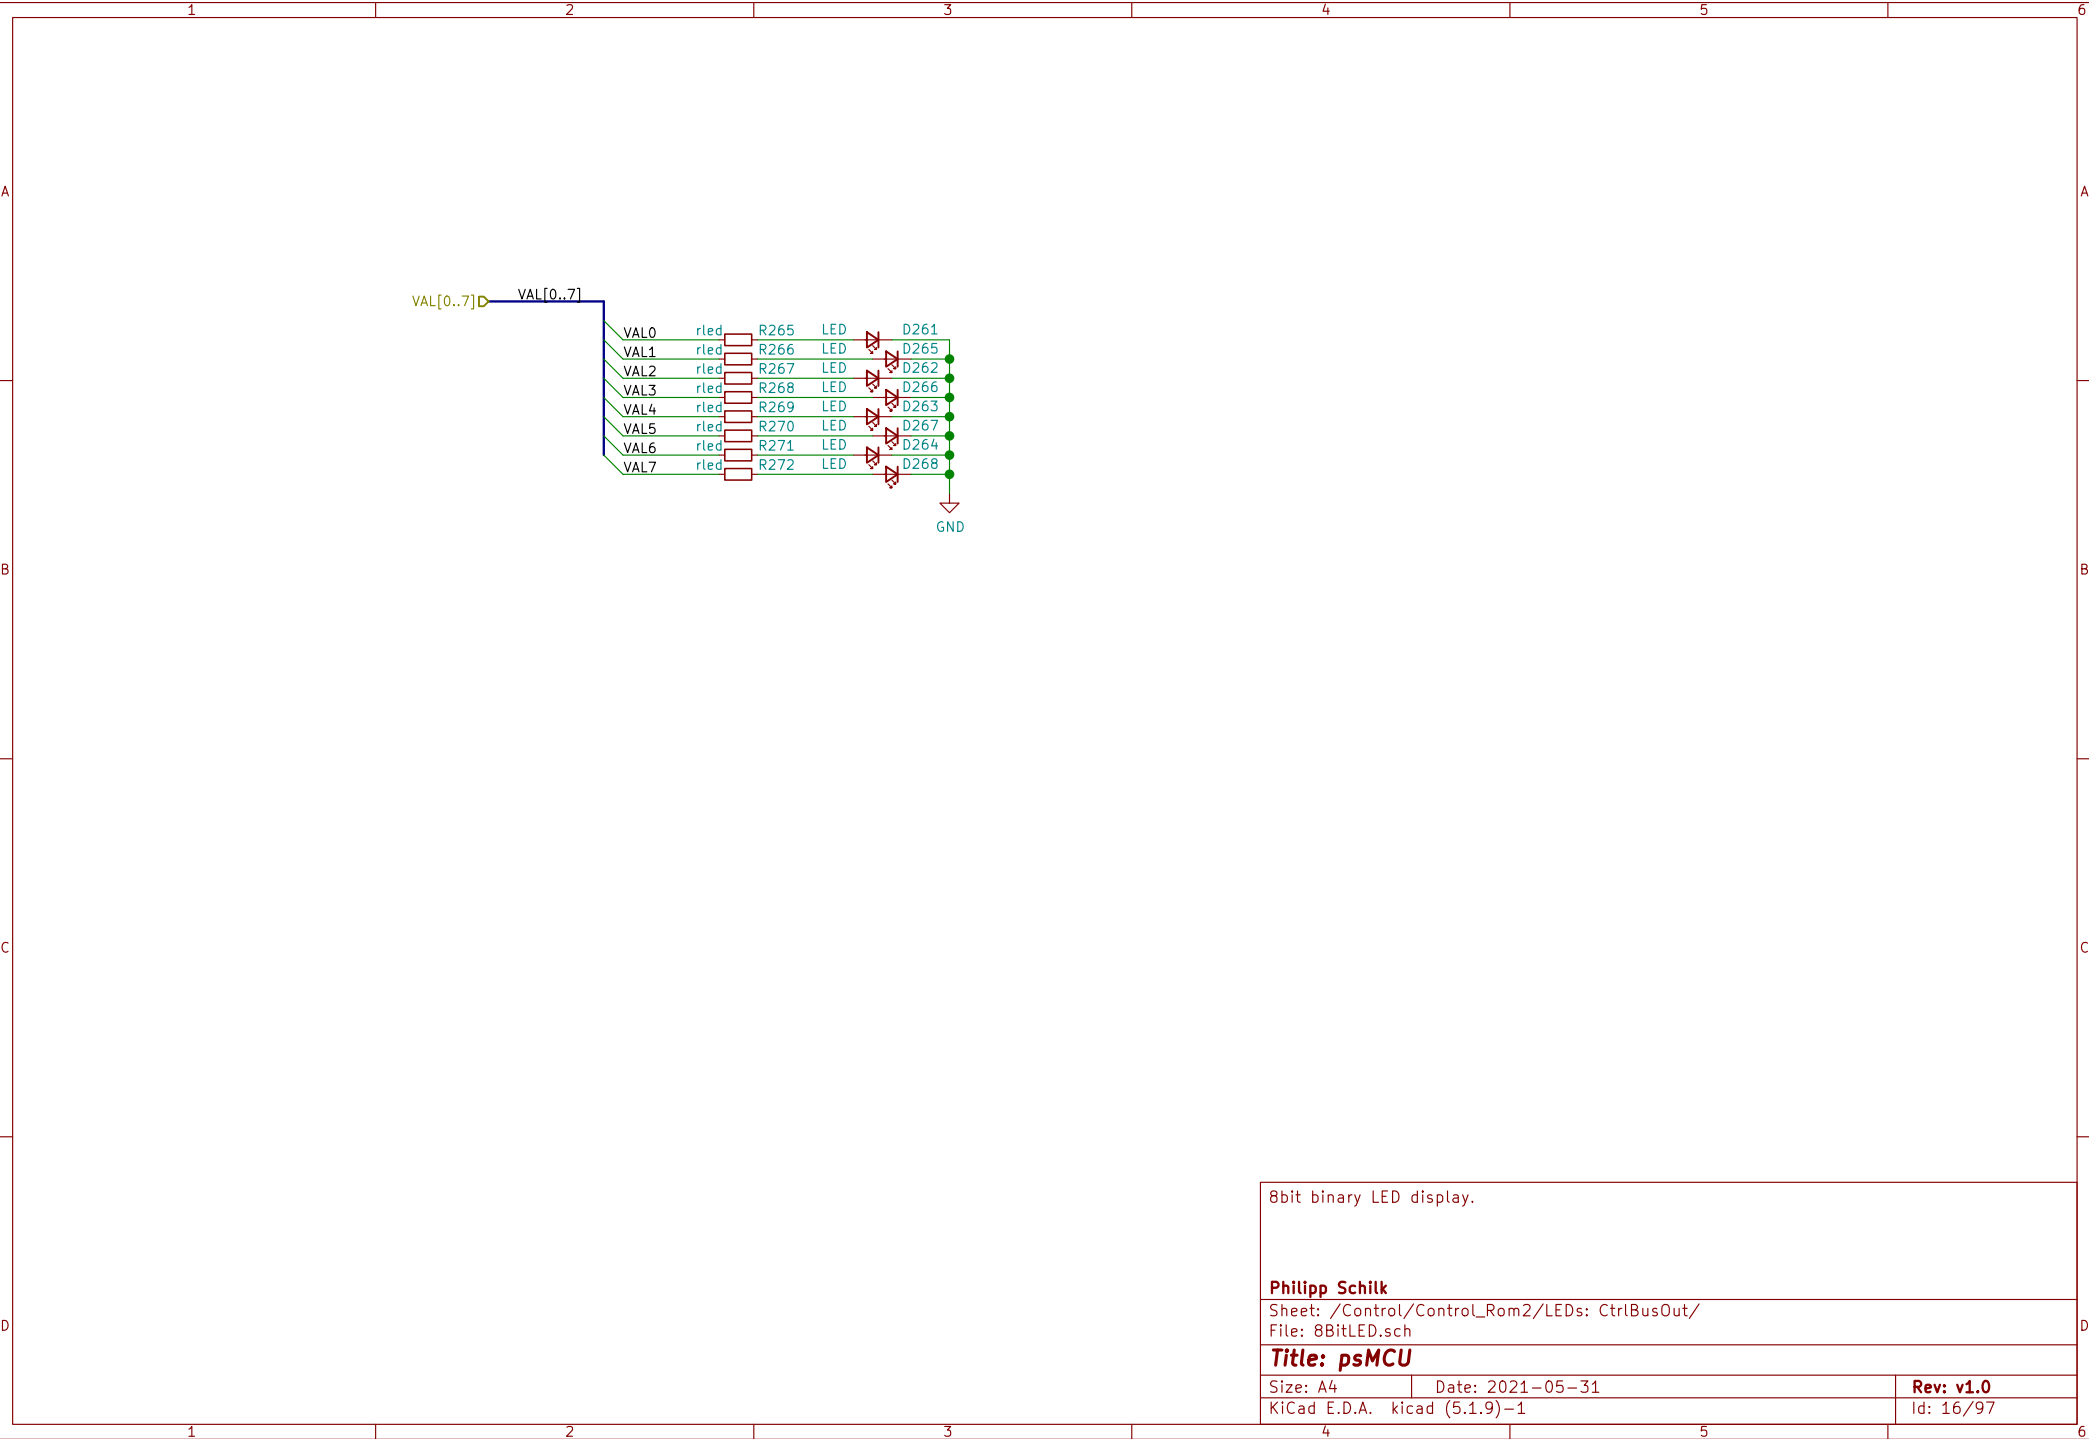 1 2 3 4 5 6
A A
VAL[0..7] VAL[0..7]
VAL0 rled R265 LED D261
VAL1 rled R266 LED D265
VAL2 rled R267 LED D262
VAL3 rled R268 LED D266
VAL4 rled R269 LED D263
VAL5 rled R270 LED D267
VAL6 rled R271 LED D264
VAL7 rled R272 LED D268
GND
B B
C C
8bit binary LED display.
Philipp Schilk
Sheet: /Control/Control_Rom2/LEDs: CtrlBusOut/
D D
File: 8BitLED.sch
Title: psMCU
Size: A4 Date: 2021-05-31 Rev: v1.0
KiCad E.D.A. kicad (5.1.9)-1 Id: 16/97
1 2 3 4 5 6